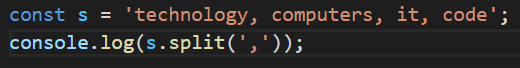 const s = 'technology, computers, it, code';
console.log(s.split(','));